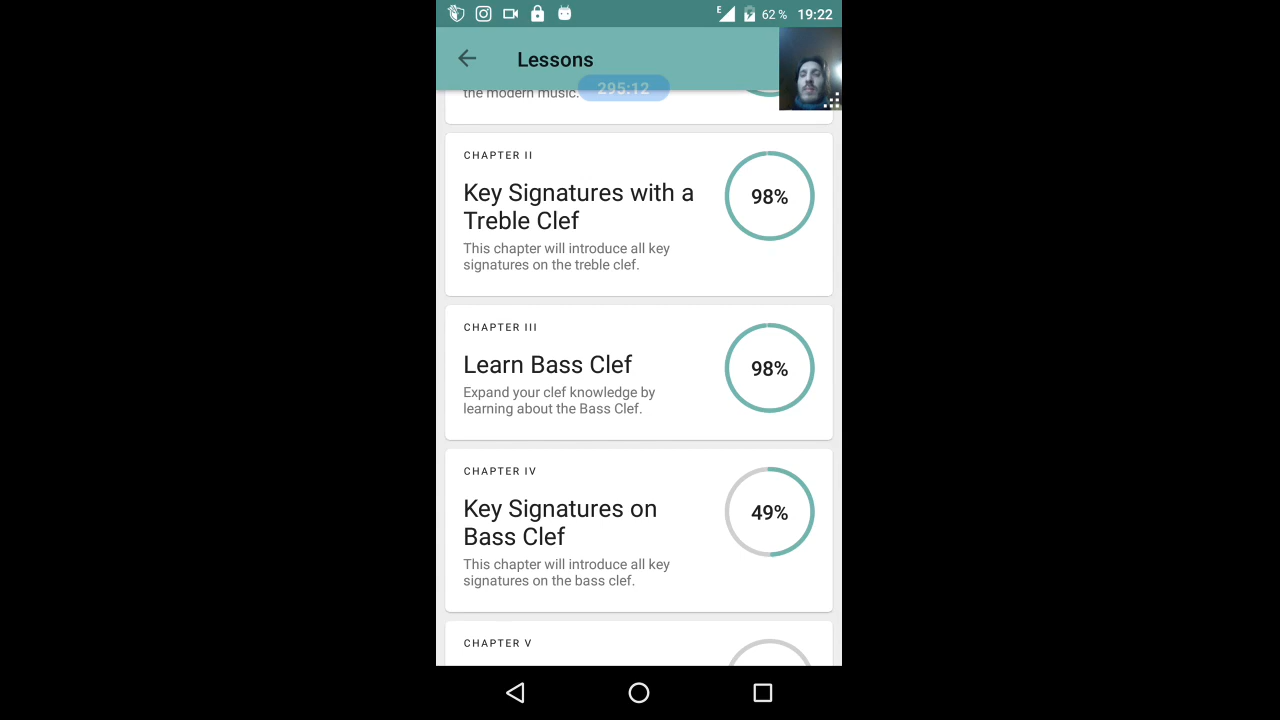 E 62 % 19:22
Lessons
295:12
the modern music.
CHAPTER II
Key Signatures with a
Treble Clef
This chapter will introduce all key
signatures on the treble clef.
98%
CHAPTER III
Learn Bass Clef
Expand your clef knowledge by
learning about the Bass Clef.
98%
CHAPTER IV
Key Signatures on
Bass Clef
This chapter will introduce all key
signatures on the bass clef.
49%
CHAPTER V